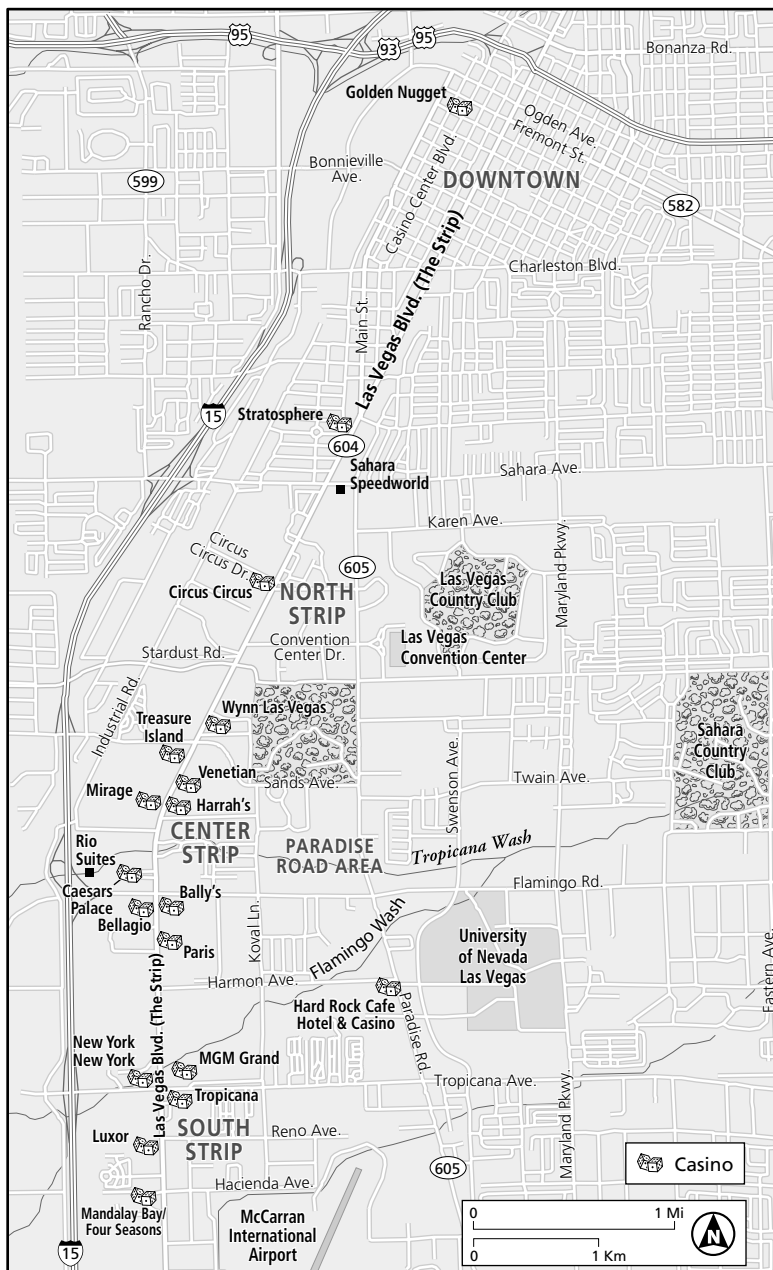 95
93
95
Bonanza Rd.
Golden Nugget
Ogden Ave.
Fremont St.
Bonnieville
Ave.
Casino Center Blvd.
DOWNTOWN
599
582
Rancho Dr.
Charleston Blvd.
Main St.
Las Vegas Blvd. (The Strip)
15
Stratosphere
604
Sahara
Speedworld
Sahara Ave.
Karen Ave.
Maryland Pkwy.
Circus
Circus Dr.
605
Circus Circus
NORTH
STRIP
Las Vegas
Country Club
Convention
Center Dr.
Las Vegas
Convention Center
Stardust Rd.
Industrial Rd.
Wynn Las Vegas
Treasure
Island
Sahara
Country
Club
Venetian
Sands Ave.
Swenson Ave.
Twain Ave.
Mirage
Harrah's
CENTER
STRIP
PARADISE
ROAD AREA
Tropicana Wash
Rio
Suites
Caesars
Palace
Bally's
Flamingo Rd.
Bellagio
Koval Ln.
Flamingo Wash
University
of Nevada
Las Vegas
Paris
Eastern Ave.
Harmon Ave.
Las Vegas Blvd. (The Strip)
Hard Rock Cafe
Hotel & Casino
Paradise Rd.
New York
New York
MGM Grand
Tropicana Ave.
Tropicana
Maryland Pkwy.
Luxor
SOUTH
STRIP
Reno Ave.
605
Casino
Hacienda Ave.
Mandalay Bay/
Four Seasons
McCarran
International
Airport
15
0
1 Mi
0
1 Km
N